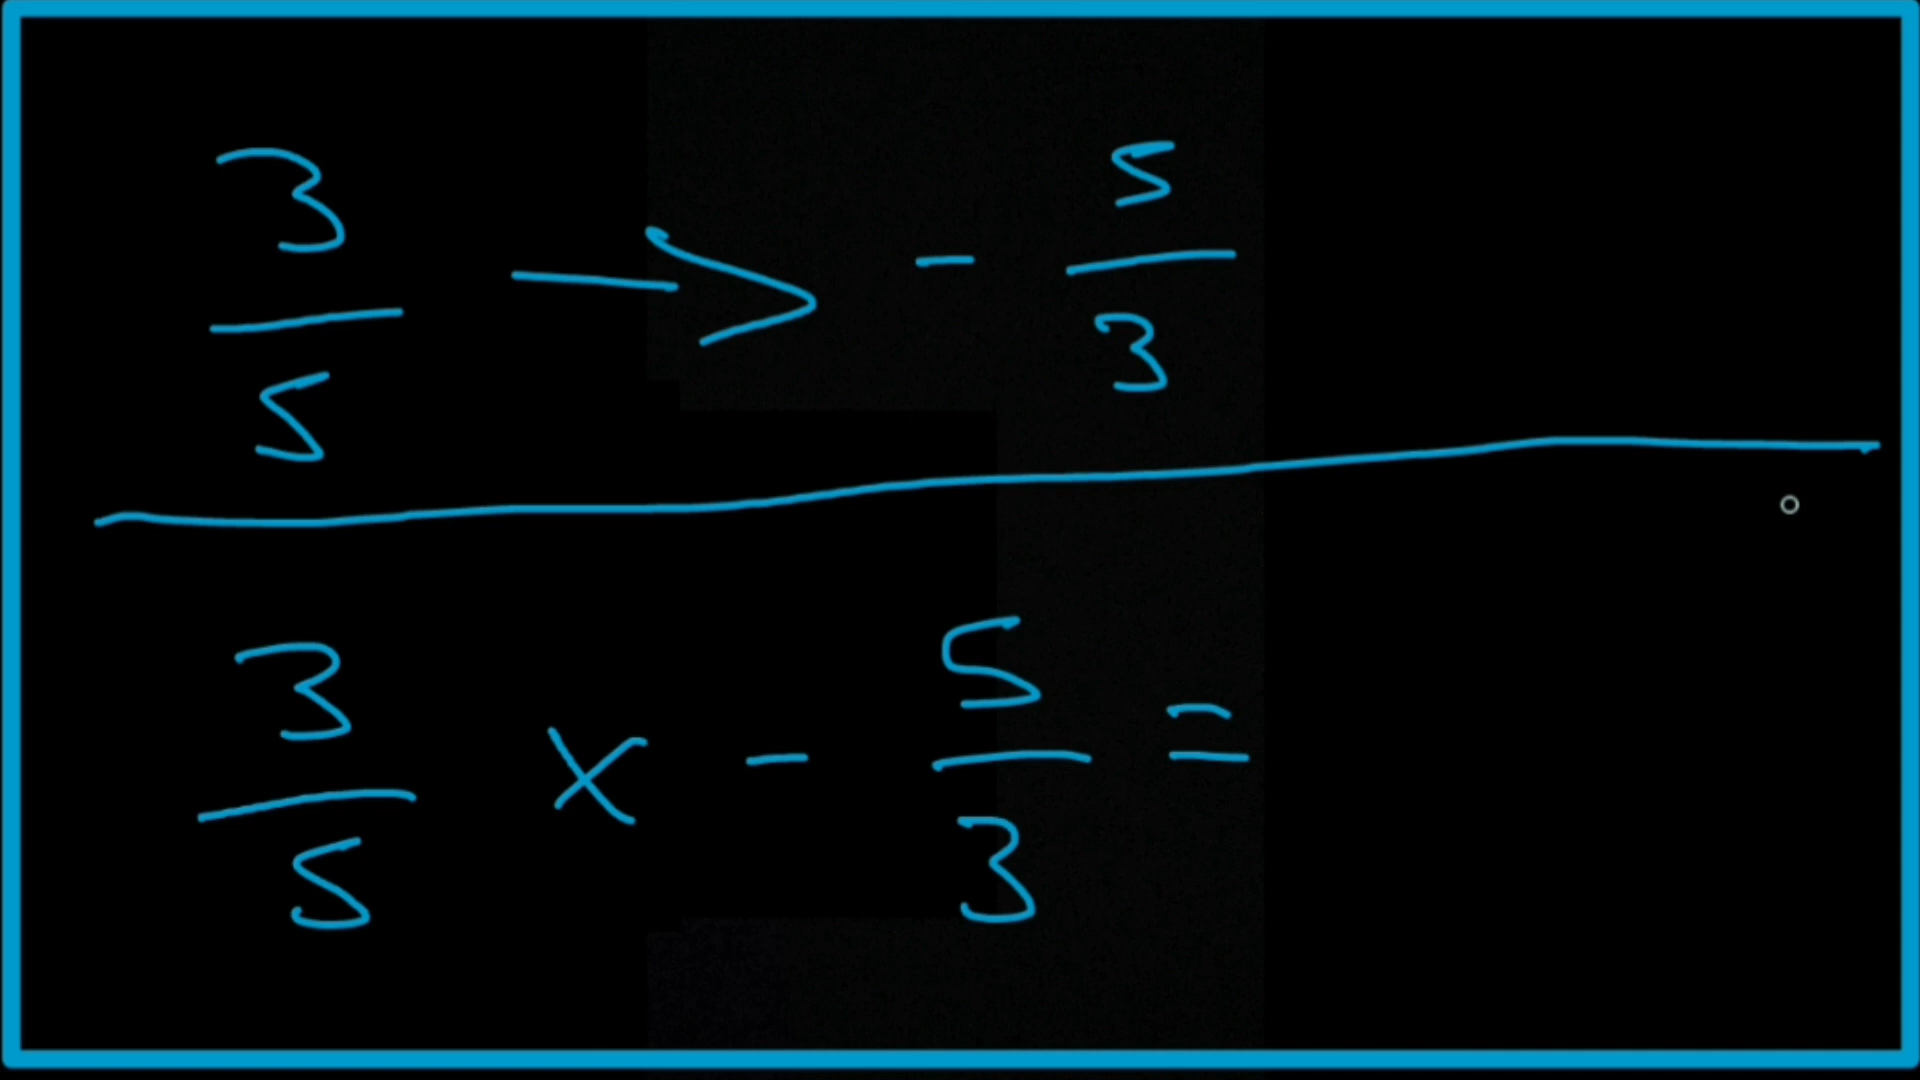 3/5 —> - 5/3
3/5 x - 5/3 =